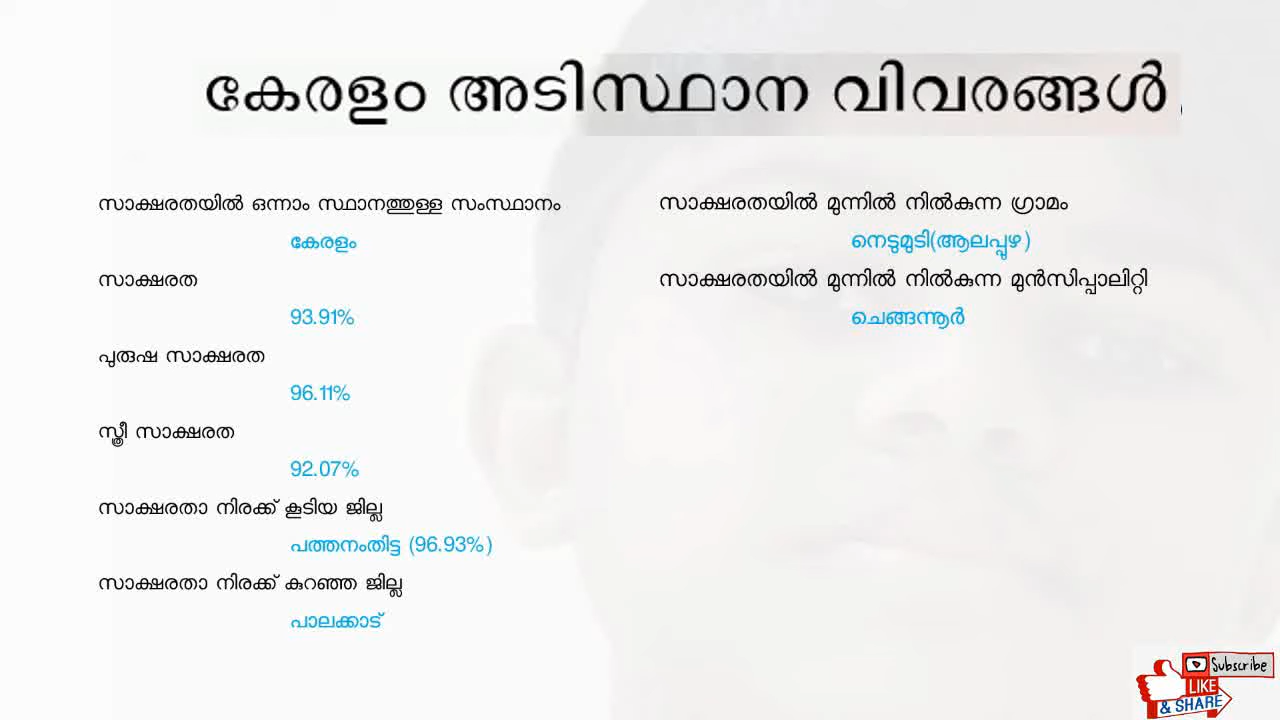 കേരളം അടിസ്ഥാന വിവരങ്ങൾ
സാക്ഷരതയിൽ ഒന്നാം സ്ഥാനത്തുള്ള സംസ്ഥാനം
കേരളം
സാക്ഷരത
93.91%
പുരുഷ സാക്ഷരത
96.11%
സ്ത്രീ സാക്ഷരത
92.07%
സാക്ഷരതാ നിരക്ക് കൂടിയ ജില്ല
പത്തനംതിട്ട (96.93%)
സാക്ഷരതാ നിരക്ക് കുറഞ്ഞ ജില്ല
പാലക്കാട്
സാക്ഷരതയിൽ മുന്നിൽ നിൽകുന്ന ഗ്രാമം
നെടുമുടി(ആലപ്പുഴ)
സാക്ഷരതയിൽ മുന്നിൽ നിൽകുന്ന മുൻസിപ്പാലിറ്റി
ചെങ്ങന്നൂർ
Subscribe
LIKE
& SHARE